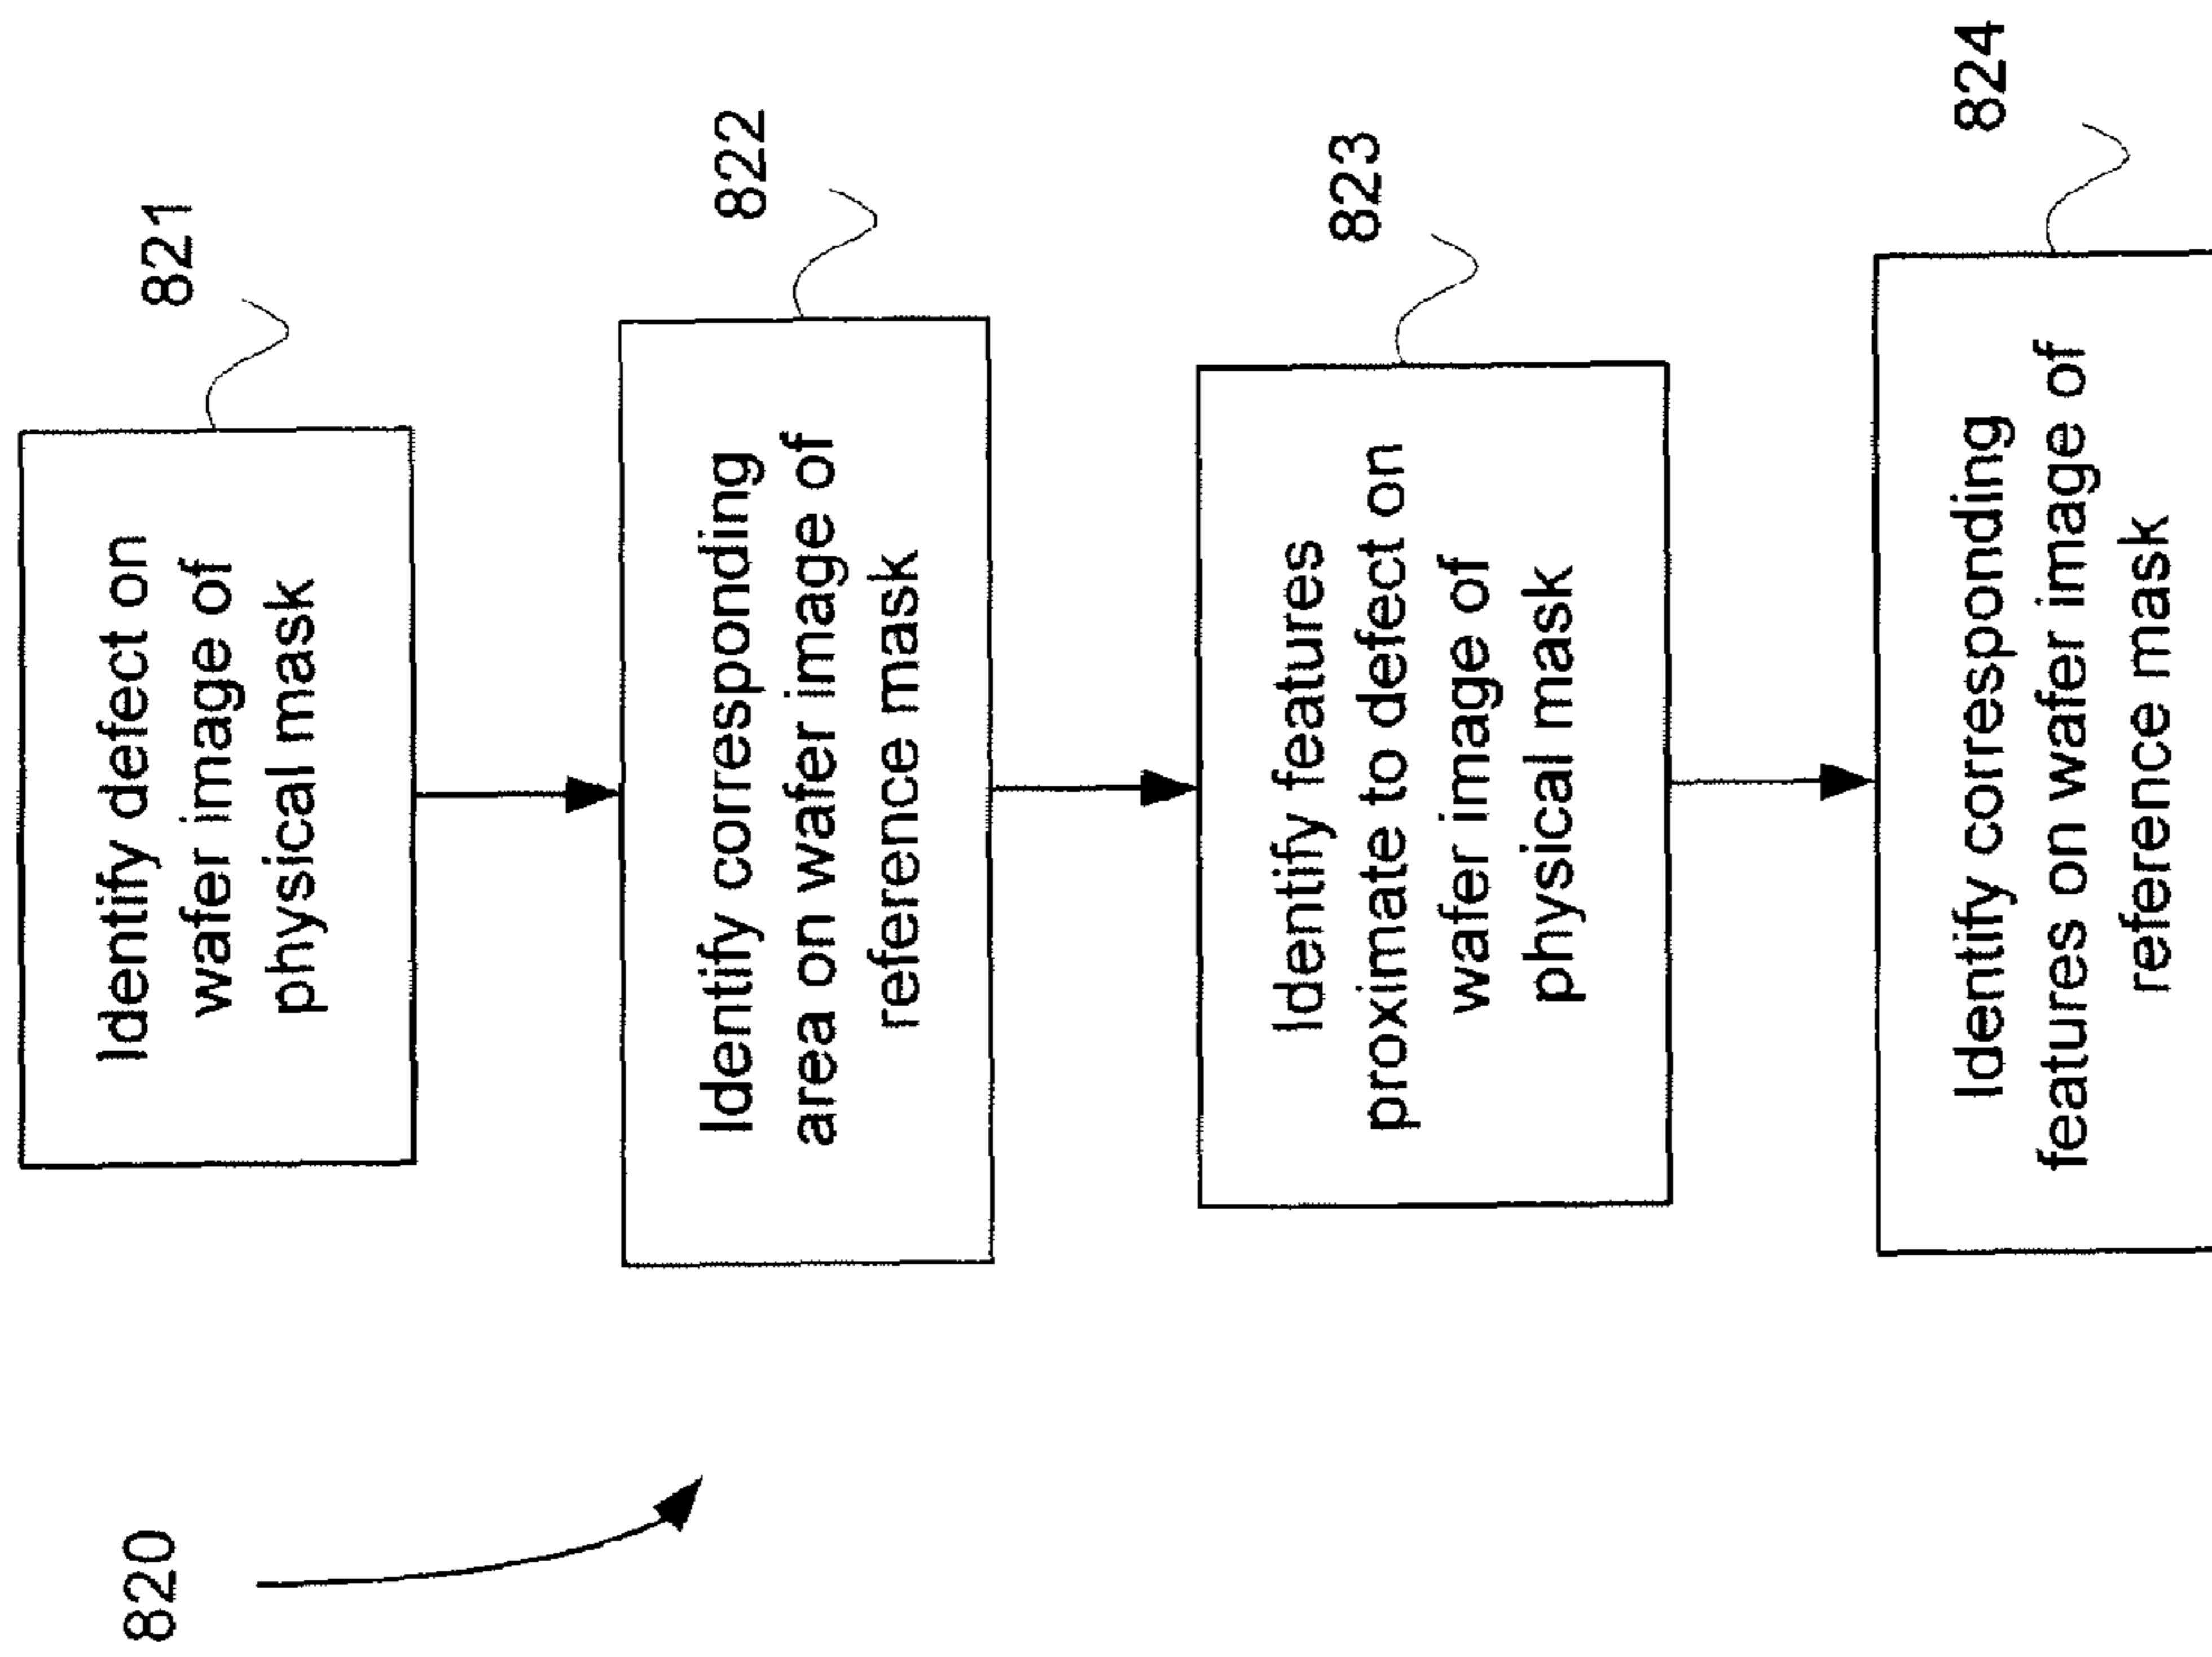 820
821
Identify defect on
wafer image of
physical mask
822
Identify corresponding
area on wafer image of
reference mask
823
Identify features
proximate to defect on
wafer image of
physical mask
824
Identify corresponding
features on wafer image of
reference mask